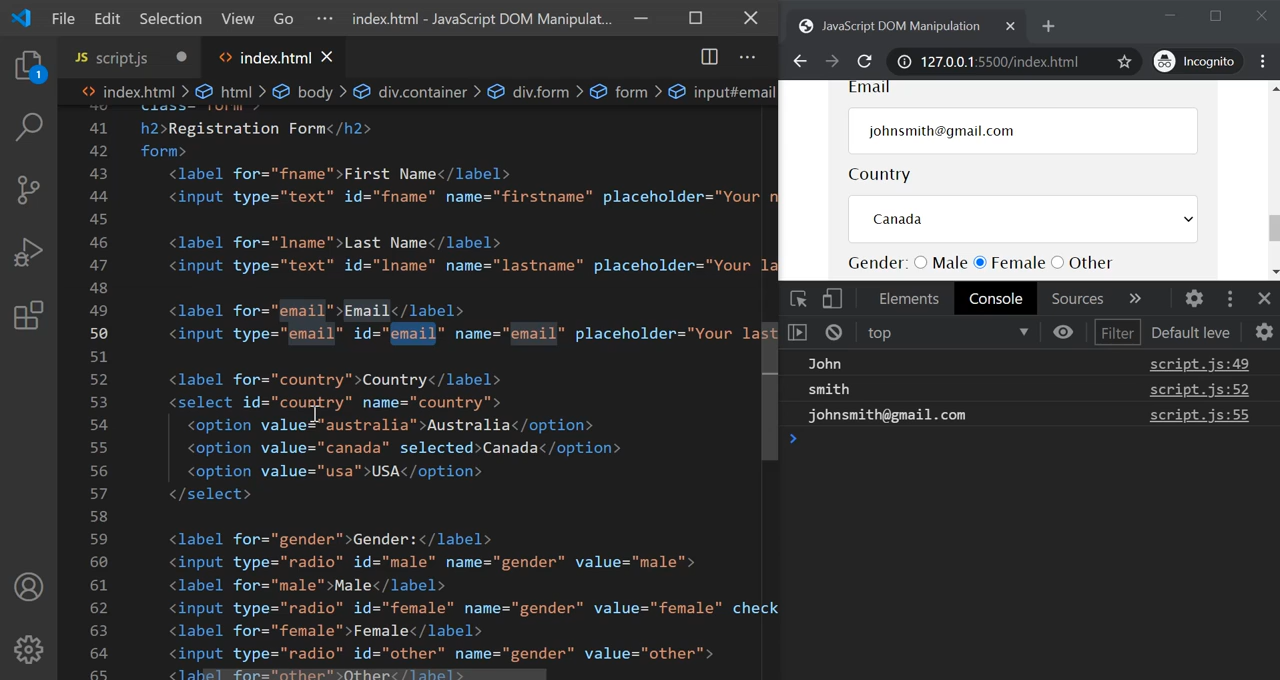 File Edit Selection View Go ··· index.html - JavaScript DOM Manipulat...
JS script.js
<> index.html
1
<> index.html > html > body > div.container > div.form > form > input#email
41 h2>Registration Form</h2>
42 form>
43 <label for="fname">First Name</label>
44 <input type="text" id="fname" name="firstname" placeholder="Your n
45
46 <label for="lname">Last Name</label>
47 <input type="text" id="lname" name="lastname" placeholder="Your la
48
49 <label for="email">Email</label>
50 <input type="email" id="email" name="email" placeholder="Your last
51
52 <label for="country">Country</label>
53 <select id="country" name="country">
54 <option value="australia">Australia</option>
55 <option value="canada" selected>Canada</option>
56 <option value="usa">USA</option>
57 </select>
58
59 <label for="gender">Gender:</label>
60 <input type="radio" id="male" name="gender" value="male">
61 <label for="male">Male</label>
62 <input type="radio" id="female" name="gender" value="female" check
63 <label for="female">Female</label>
64 <input type="radio" id="other" name="gender" value="other">
65 <label for="other">Other</label>
JavaScript DOM Manipulation
127.0.0.1:5500/index.html
Incognito
Email
johnsmith@gmail.com
Country
Canada
Gender: Male Female Other
Elements Console Sources »
top Filter Default leve
John script.js:49
smith script.js:52
johnsmith@gmail.com script.js:55